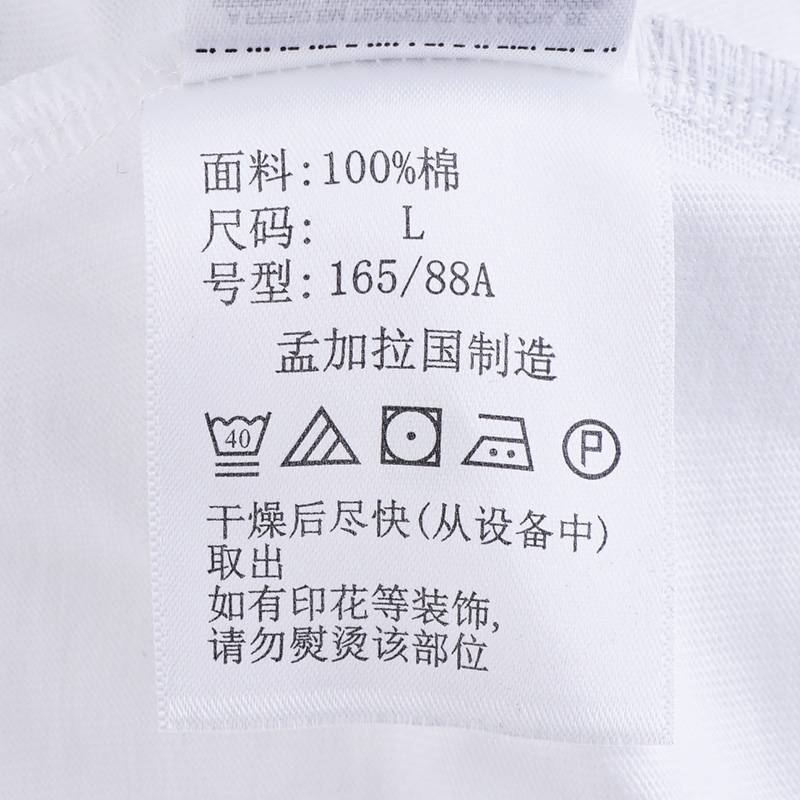 面料:100%棉
尺码: L
号型:165/88A
孟加拉国制造
40
P
干燥后尽快(从设备中)
取出
如有印花等装饰,
请勿熨烫该部位